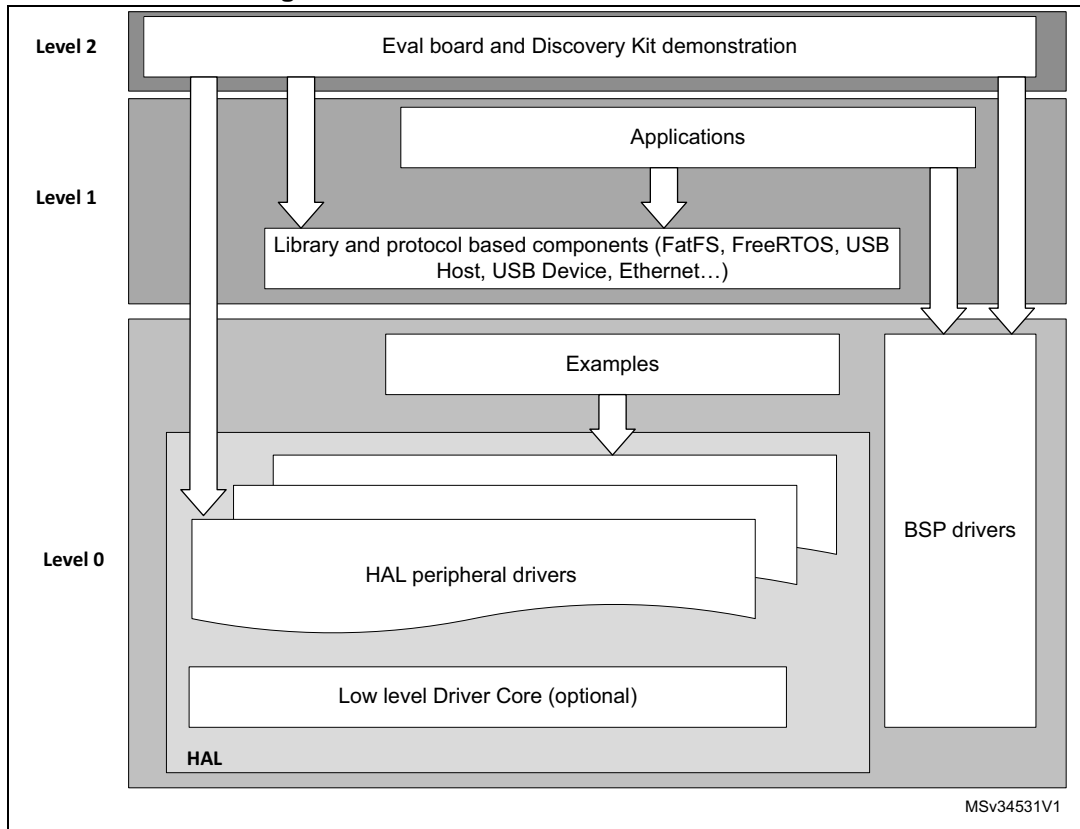 Level 2
Eval board and Discovery Kit demonstration
Applications
Level 1
Library and protocol based components (FatFS, FreeRTOS, USB
Host, USB Device, Ethernet…)
Examples
BSP drivers
Level 0
HAL peripheral drivers
Low level Driver Core (optional)
HAL
MSv34531V1